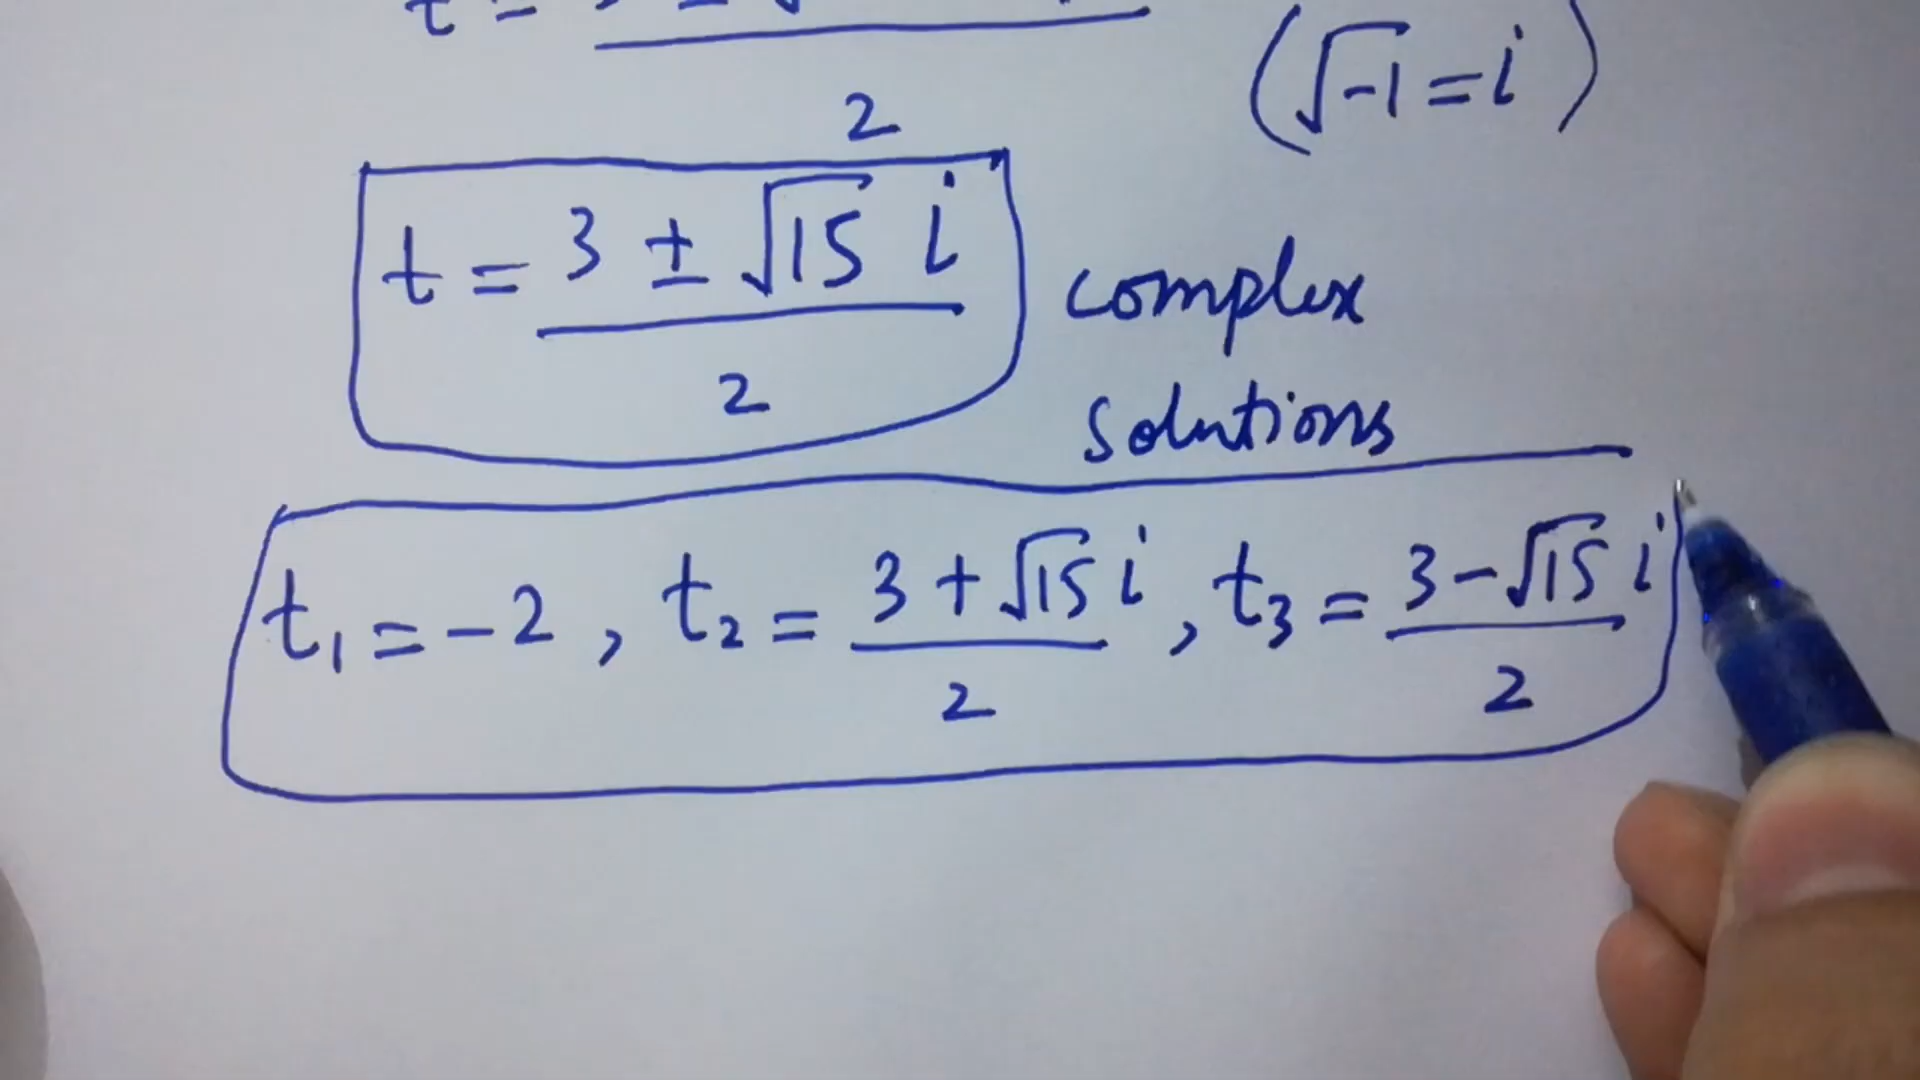 t =
2
(√-1 = i)
t = 3 ± √15 i
2
complex
solutions
t₁ = -2, t₂ = 3 + √15 i / 2, t₃ = 3 - √15 i / 2